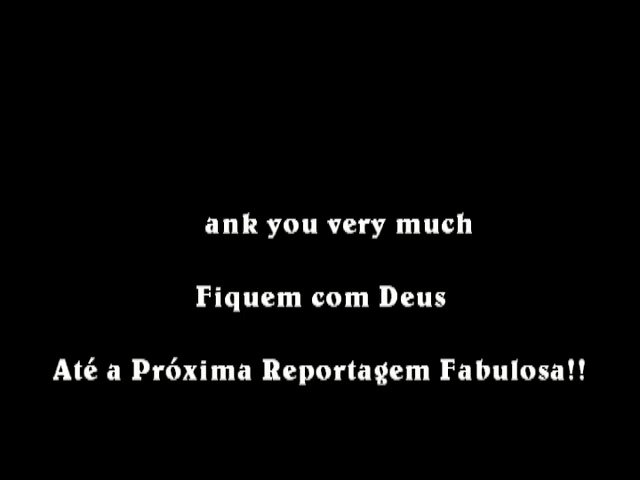 ank you very much
Fiquem com Deus
Até a Próxima Reportagem Fabulosa!!